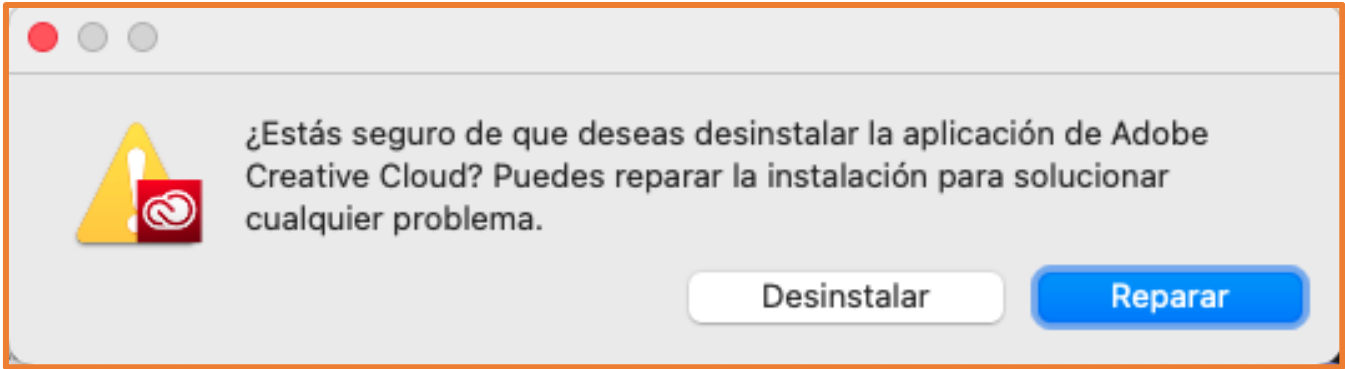 ¿Estás seguro de que deseas desinstalar la aplicación de Adobe
Creative Cloud? Puedes reparar la instalación para solucionar
cualquier problema.
Desinstalar
Reparar